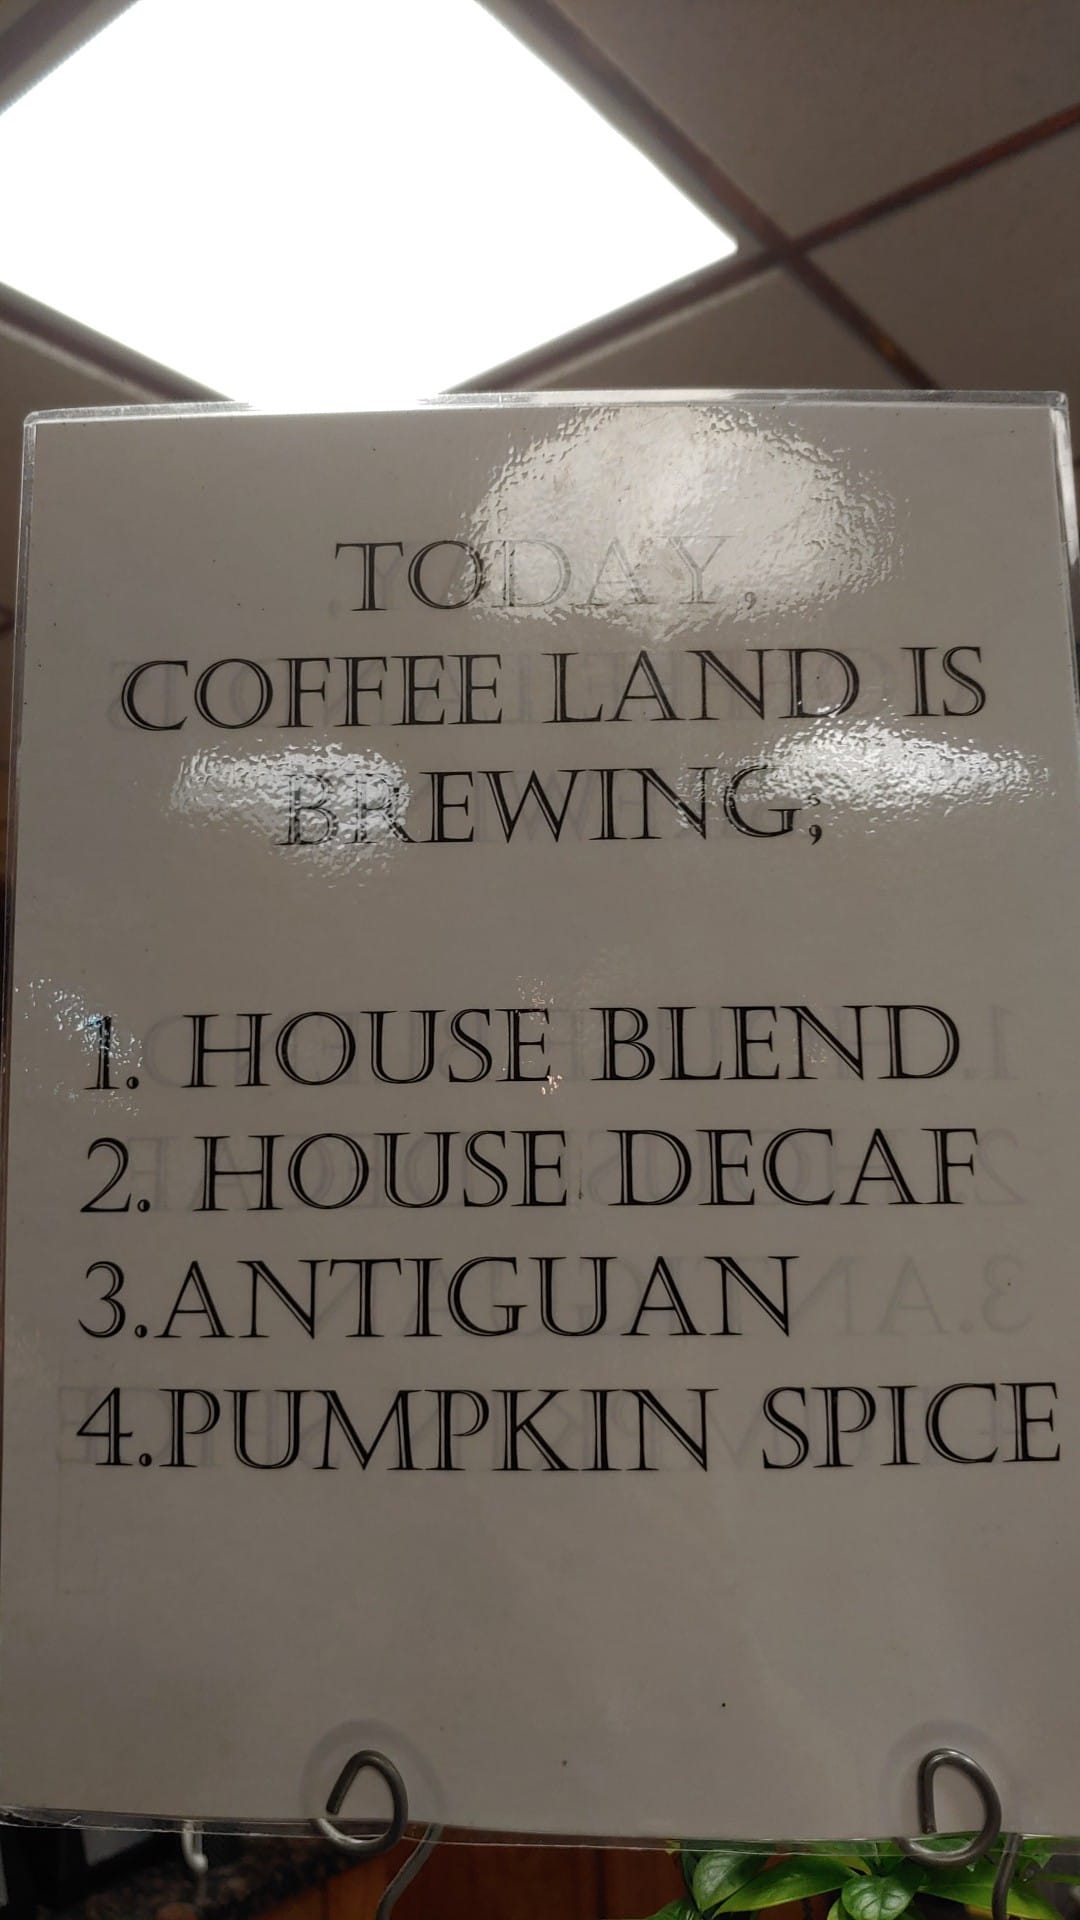 TODAY,
COFFEE LAND IS
BREWING;
1. HOUSE BLEND
2. HOUSE DECAF
3.ANTIGUAN
4.PUMPKIN SPICE